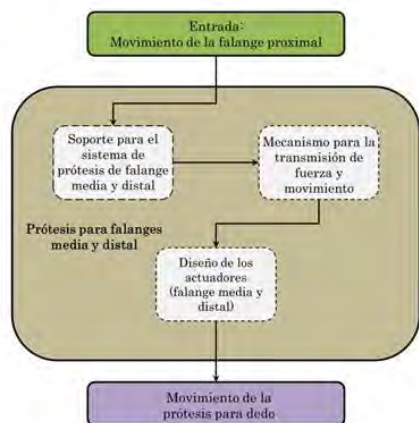 Entrada:
Movimiento de la falange proximal
Soporte para el
sistema de
prótesis de falange
media y distal
Mecanismo para la
transmisión de
fuerza y
movimiento
Prótesis para falanges
media y distal
Diseño de los
actuadores
(falange media y
distal)
Movimiento de la
prótesis para dedo